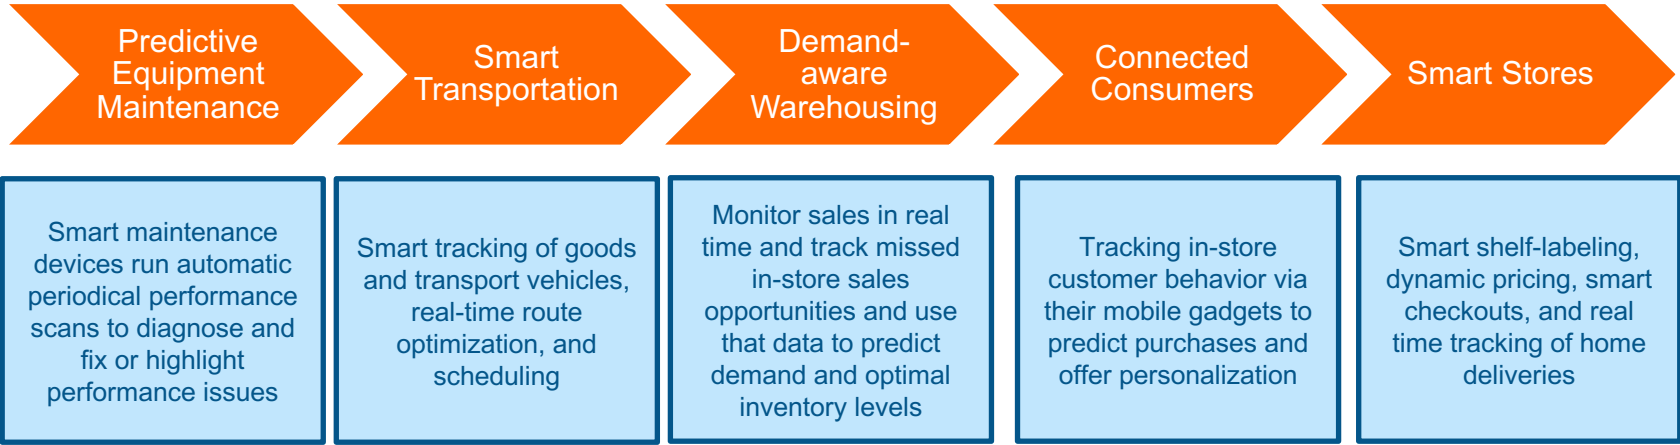 Predictive
Equipment
Maintenance
Smart
Transportation
Demand-
aware
Warehousing
Connected
Consumers
Smart Stores
Smart maintenance
devices run automatic
periodical performance
scans to diagnose and
fix or highlight
performance issues
Smart tracking of goods
and transport vehicles,
real-time route
optimization, and
scheduling
Monitor sales in real
time and track missed
in-store sales
opportunities and use
that data to predict
demand and optimal
inventory levels
Tracking in-store
customer behavior via
their mobile gadgets to
predict purchases and
offer personalization
Smart shelf-labeling,
dynamic pricing, smart
checkouts, and real
time tracking of home
deliveries